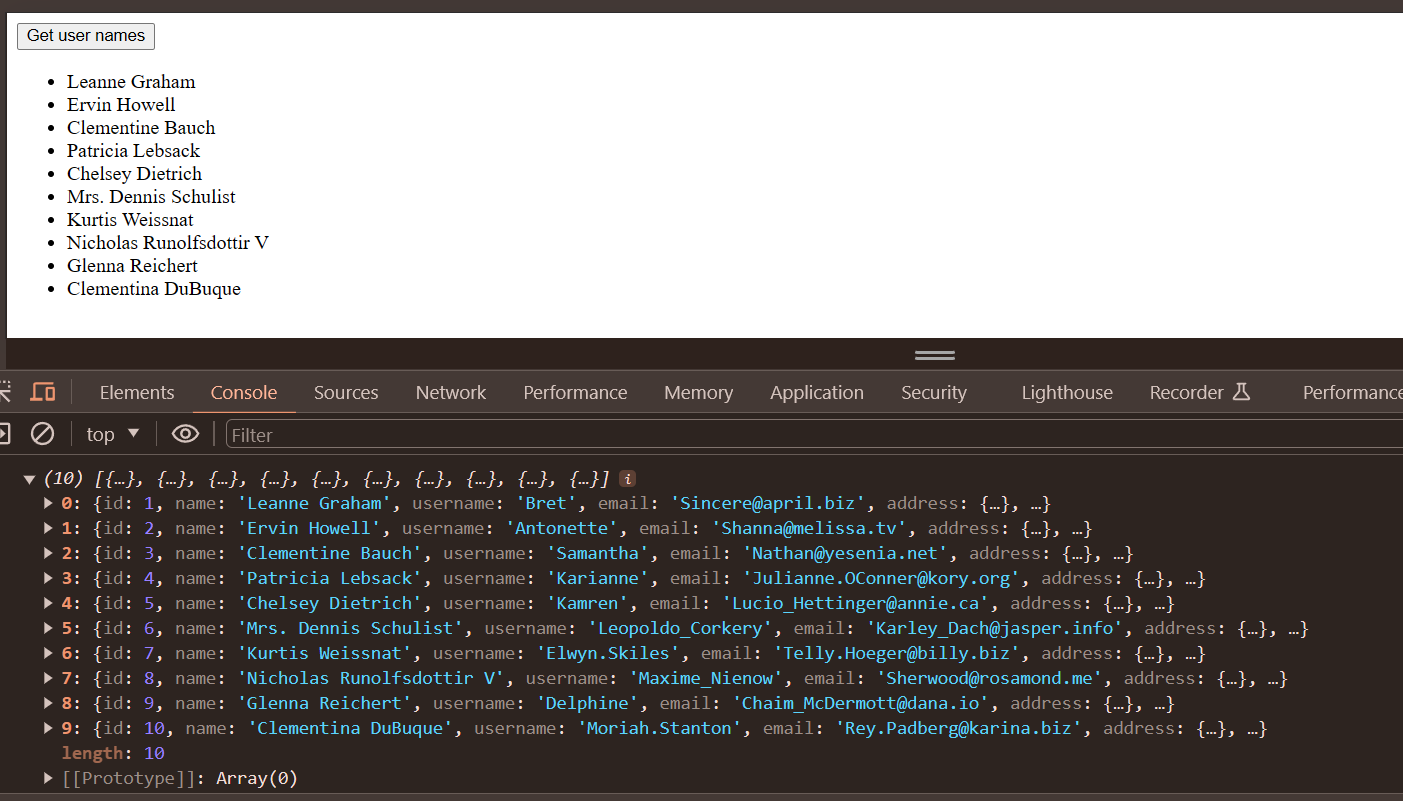 Get user names
Leanne Graham
Ervin Howell
Clementine Bauch
Patricia Lebsack
Chelsey Dietrich
Mrs. Dennis Schulist
Kurtis Weissnat
Nicholas Runolfsdottir V
Glenna Reichert
Clementina DuBuque
Elements Console Sources Network Performance Memory Application Security Lighthouse Recorder Performance
top Filter
(10) [{…}, {…}, {…}, {…}, {…}, {…}, {…}, {…}, {…}, {…}] i
0: {id: 1, name: 'Leanne Graham', username: 'Bret', email: 'Sincere@april.biz', address: {…}, …}
1: {id: 2, name: 'Ervin Howell', username: 'Antonette', email: 'Shanna@melissa.tv', address: {…}, …}
2: {id: 3, name: 'Clementine Bauch', username: 'Samantha', email: 'Nathan@yesenia.net', address: {…}, …}
3: {id: 4, name: 'Patricia Lebsack', username: 'Karianne', email: 'Julianne.OConner@kory.org', address: {…}, …}
4: {id: 5, name: 'Chelsey Dietrich', username: 'Kamren', email: 'Lucio_Hettinger@annie.ca', address: {…}, …}
5: {id: 6, name: 'Mrs. Dennis Schulist', username: 'Leopoldo_Corkery', email: 'Karley_Dach@jasper.info', address: {…}, …}
6: {id: 7, name: 'Kurtis Weissnat', username: 'Elwyn.Skiles', email: 'Telly.Hoeger@billy.biz', address: {…}, …}
7: {id: 8, name: 'Nicholas Runolfsdottir V', username: 'Maxime_Nienow', email: 'Sherwood@rosamond.me', address: {…}, …}
8: {id: 9, name: 'Glenna Reichert', username: 'Delphine', email: 'Chaim_McDermott@dana.io', address: {…}, …}
9: {id: 10, name: 'Clementina DuBuque', username: 'Moriah.Stanton', email: 'Rey.Padberg@karina.biz', address: {…}, …}
length: 10
[[Prototype]]: Array(0)